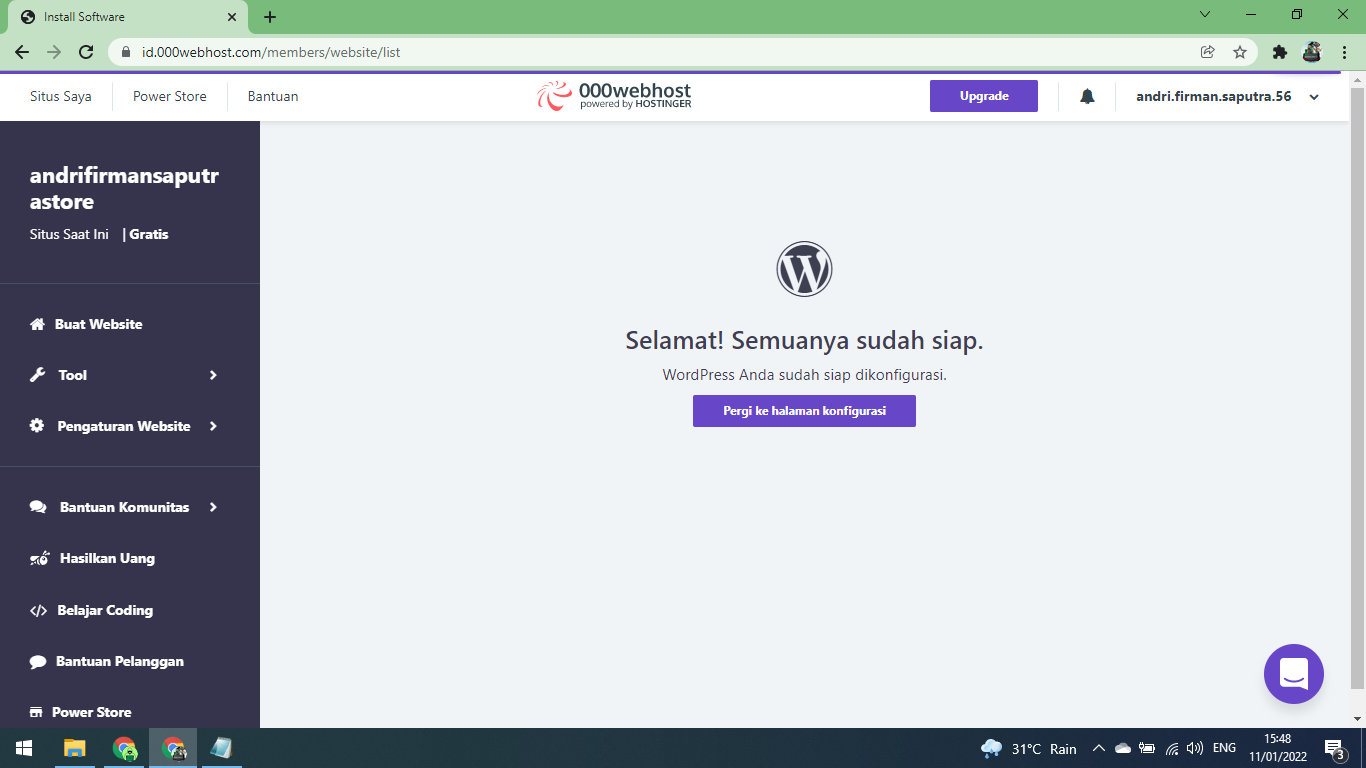 Install Software
id.000webhost.com/members/website/list
Situs Saya
Power Store
Bantuan
000webhost
powered by HOSTINGER
Upgrade
andri.firman.saputra.56
andrifirmansaputr
astore
Situs Saat Ini | Gratis
Buat Website
Tool
Pengaturan Website
Bantuan Komunitas
Hasilkan Uang
Belajar Coding
Bantuan Pelanggan
Power Store
Selamat! Semuanya sudah siap.
WordPress Anda sudah siap dikonfigurasi.
Pergi ke halaman konfigurasi
31°C Rain
ENG
15:48
11/01/2022
3